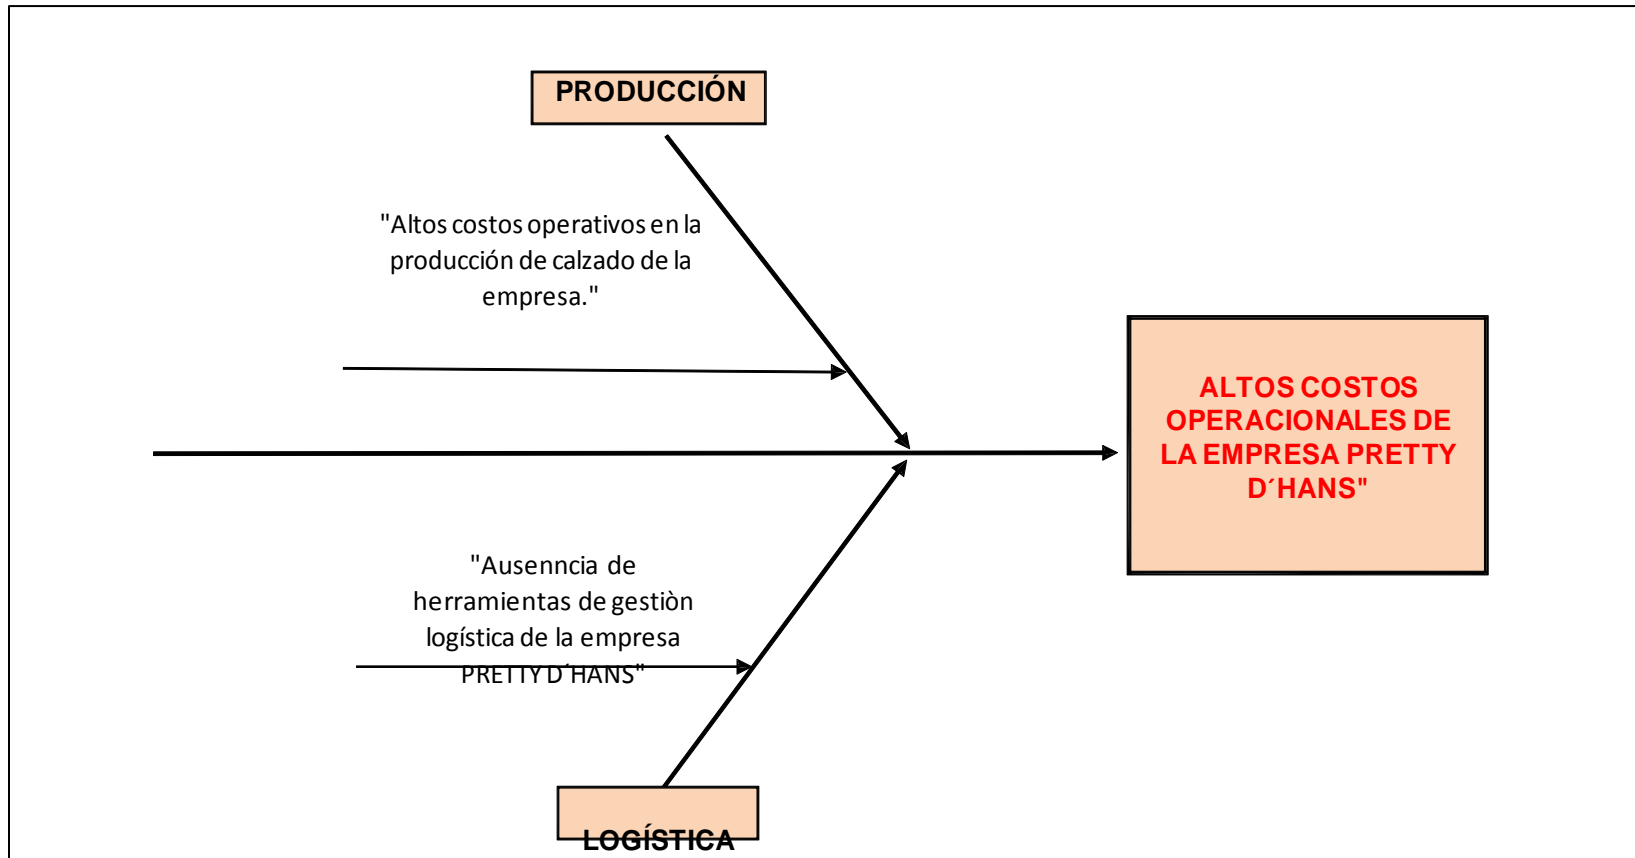 PRODUCCIÓN
"Altos costos operativos en la
producción de calzado de la
empresa."
ALTOS COSTOS
OPERACIONALES DE
LA EMPRESA PRETTY
D´HANS"
"Ausenncia de
herramientas de gestiòn
logística de la empresa
PRETTY D´HANS"
LOGÍSTICA